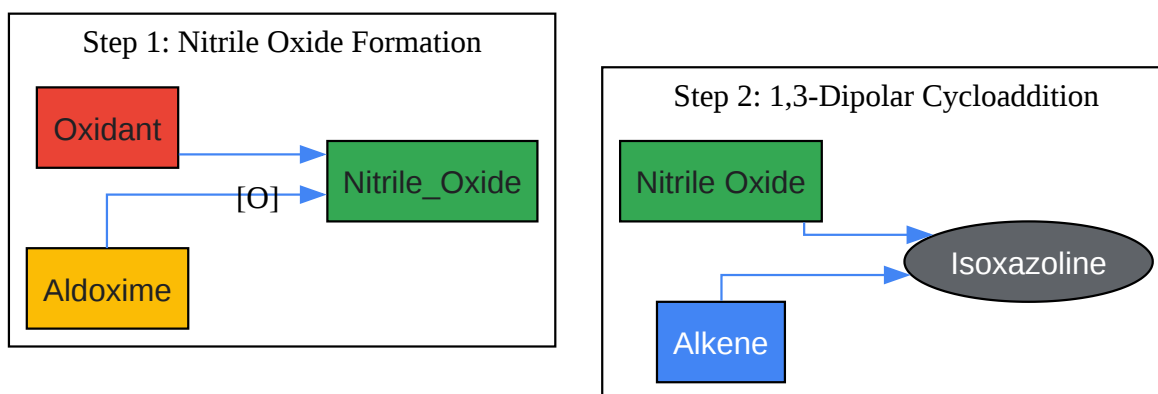 Step 1: Nitrile Oxide Formation
Oxidant
Nitrile_Oxide
[O]
Aldoxime
Step 2: 1,3-Dipolar Cycloaddition
Nitrile Oxide
Isoxazoline
Alkene